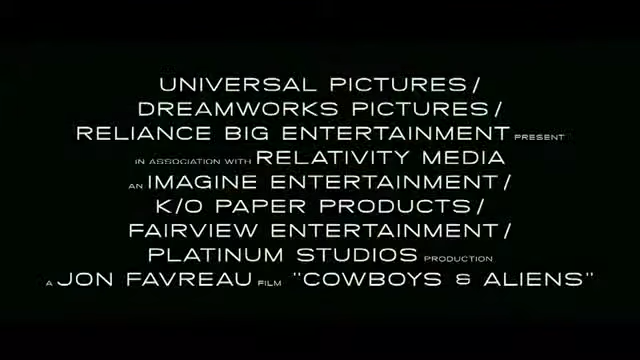 UNIVERSAL PICTURES/
DREAMWORKS PICTURES/
RELIANCE BIG ENTERTAINMENT PRESENT
IN ASSOCIATION WITH RELATIVITY MEDIA
AN IMAGINE ENTERTAINMENT/
K/O PAPER PRODUCTS/
FAIRVIEW ENTERTAINMENT/
PLATINUM STUDIOS PRODUCTION
A JON FAVREAU FILM "COWBOYS & ALIENS"